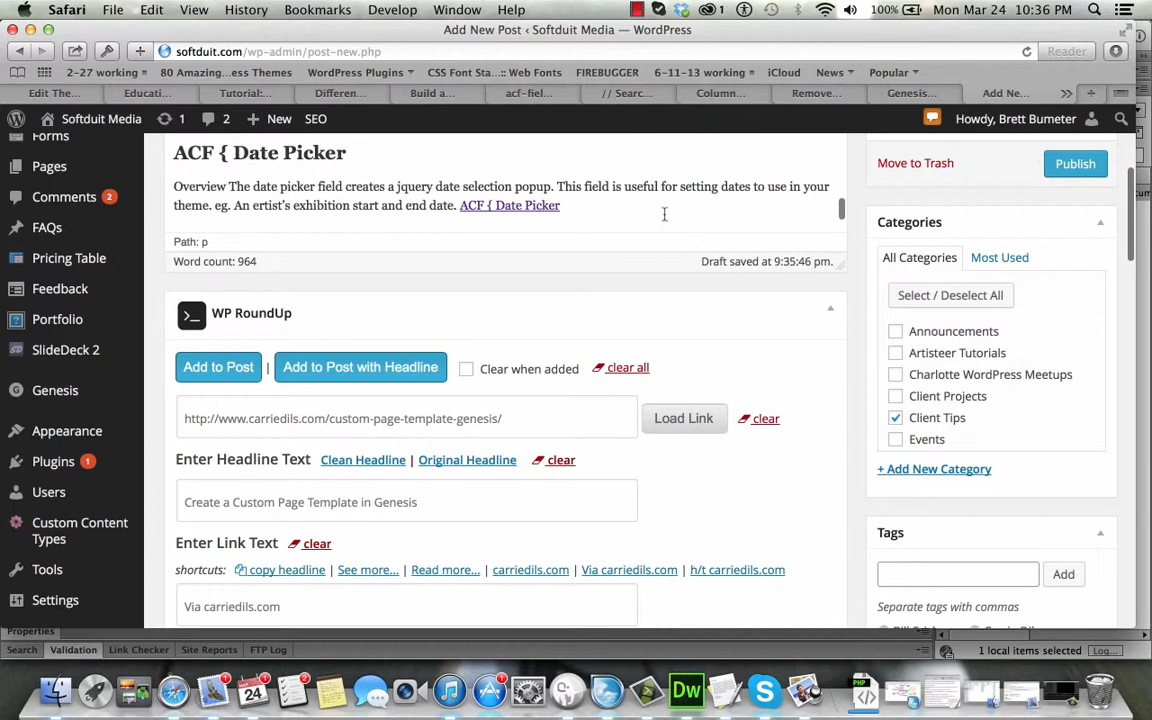 Safari File Edit View History Bookmarks Develop Window Help 1 100% Mon Mar 24 10:36 PM
Add New Post ‹ Softduit Media — WordPress
softduit.com/wp-admin/post-new.php Reader
2-27 working 80 Amazing...ess Themes WordPress Plugins CSS Font Sta...:: Web Fonts FIREBUGGER 6-11-13 working iCloud News Popular
Edit The... Educati... Tutorial:... Differen... Build a... acf-fiel... // Searc... Column... Remove... Genesis... Add Ne...
Softduit Media 1 2 New SEO Howdy, Brett Bumeter
Forms
Pages
Comments 2
FAQs
Pricing Table
Feedback
Portfolio
SlideDeck 2
Genesis
Appearance
Plugins 1
Users
Custom Content
Types
Tools
Settings
ACF { Date Picker
Overview The date picker field creates a jquery date selection popup. This field is useful for setting dates to use in your
theme. eg. An ertist's exhibition start and end date. ACF { Date Picker
Path: p
Word count: 964 Draft saved at 9:35:46 pm.
>_ WP RoundUp
Add to Post | Add to Post with Headline Clear when added clear all
http://www.carriedils.com/custom-page-template-genesis/ Load Link clear
Enter Headline Text Clean Headline | Original Headline clear
Create a Custom Page Template in Genesis
Enter Link Text clear
shortcuts: copy headline | See more... | Read more... | carriedils.com | Via carriedils.com | h/t carriedils.com
Via carriedils.com
Move to Trash Publish
Categories
All Categories Most Used
Select / Deselect All
Announcements
Artisteer Tutorials
Charlotte WordPress Meetups
Client Projects
Client Tips
Events
+ Add New Category
Tags
Add
Separate tags with commas
Properties
Search Validation Link Checker Site Reports FTP Log 1 local items selected Log...
24 2 1 Dw PHP